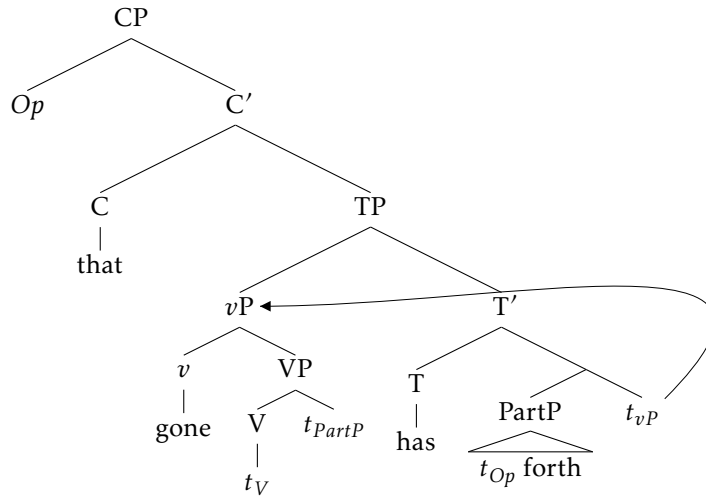 CP
Op C′
C TP
that
vP T′
v VP T
gone V t_PartP has PartP t_vP
t_V t_Op forth